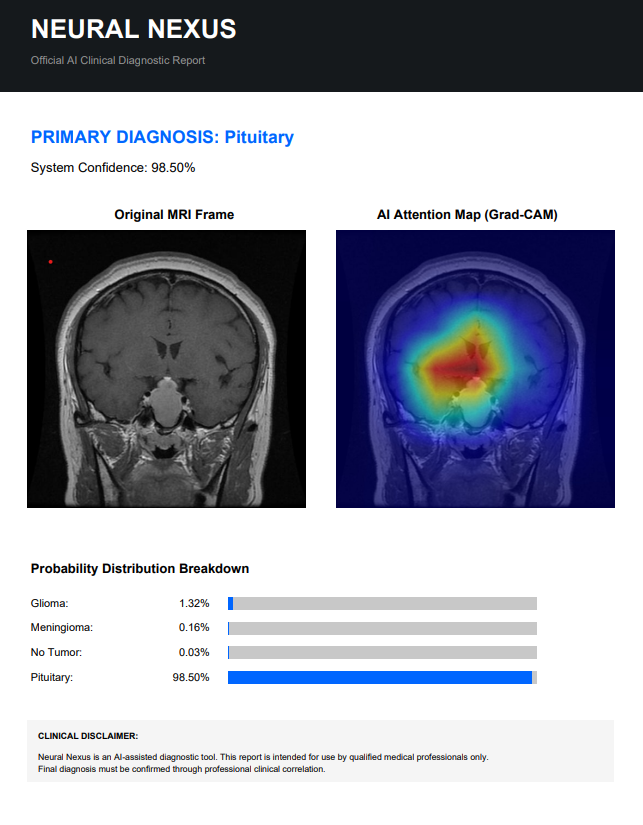 NEURAL NEXUS
Official AI Clinical Diagnostic Report
PRIMARY DIAGNOSIS: Pituitary
System Confidence: 98.50%
Original MRI Frame
AI Attention Map (Grad-CAM)
Probability Distribution Breakdown
Glioma: 1.32%
Meningioma: 0.16%
No Tumor: 0.03%
Pituitary: 98.50%
CLINICAL DISCLAIMER:
Neural Nexus is an AI-assisted diagnostic tool. This report is intended for use by qualified medical professionals only.
Final diagnosis must be confirmed through professional clinical correlation.